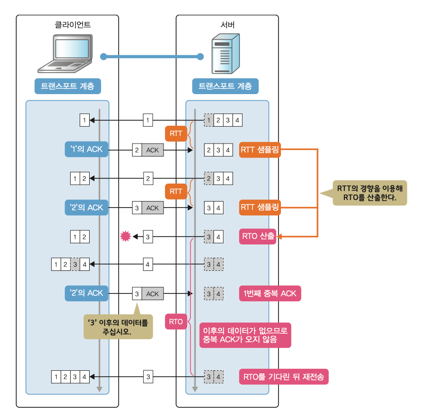 클라이언트
서버
트랜스포트 계층
트랜스포트 계층
1
1
1 2 3 4
RTT
'1'의 ACK
2 ACK
2 3 4
RTT 샘플링
1 2
2
2 3 4
RTT의 경향을 이용해
RTO를 산출한다.
RTT
'2'의 ACK
3 ACK
3 4
RTT 샘플링
1 2
3
3 4
RTO 산출
1 2 3 4
4
3 4
'2'의 ACK
3 ACK
3 4
1번째 중복 ACK
'3' 이후의 데이터를
주십시오.
RTO
이후의 데이터가 없으므로
중복 ACK가 오지 않음
1 2 3 4
3
3 4
RTO를 기다린 뒤 재전송